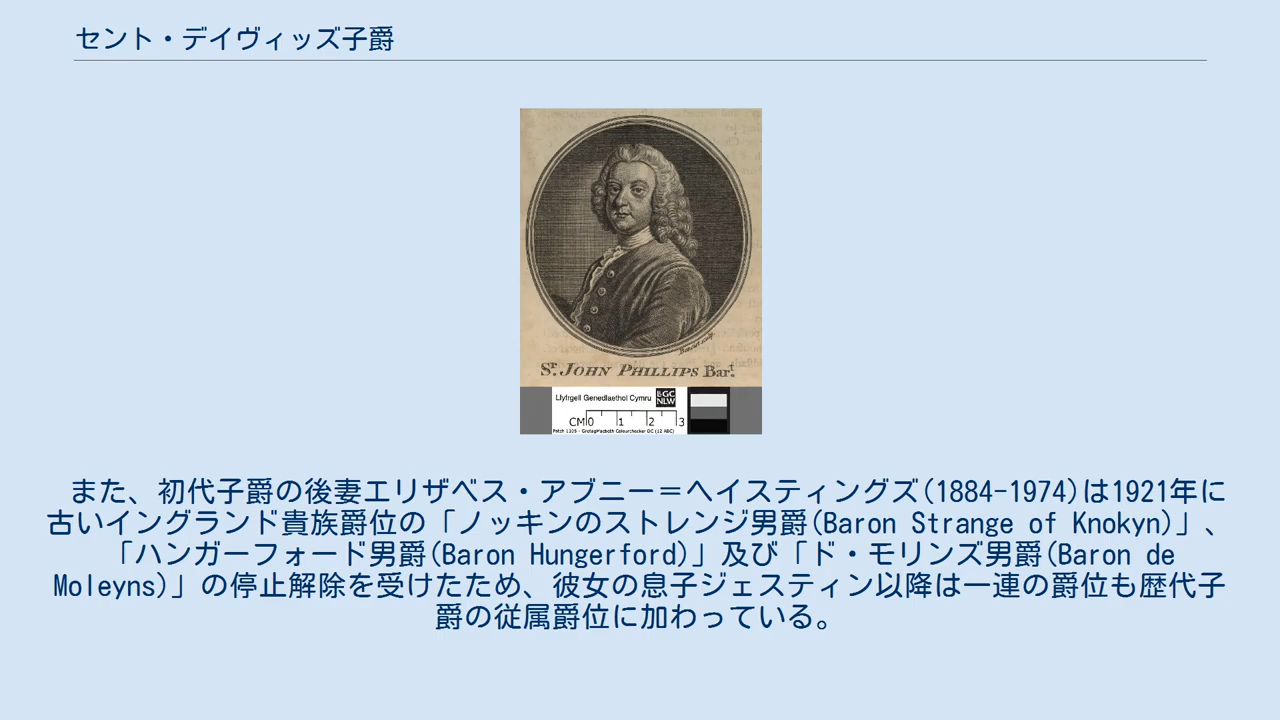 セント・デイヴィッズ子爵
Sr. JOHN PHILLIPS Bart.
Llyfrgell Genedlaethol Cymru
EGC
NLW
CM 0 1 2 3
また、初代子爵の後妻エリザベス・アブニー＝ヘイスティングズ(1884-1974)は1921年に
古いイングランド貴族爵位の「ノッキンのストレンジ男爵(Baron Strange of Knokyn)」、
「ハンガーフォード男爵(Baron Hungerford)」及び「ド・モリンズ男爵(Baron de
Moleyns)」の停止解除を受けたため、彼女の息子ジェスティン以降は一連の爵位も歴代子
爵の従属爵位に加わっている。